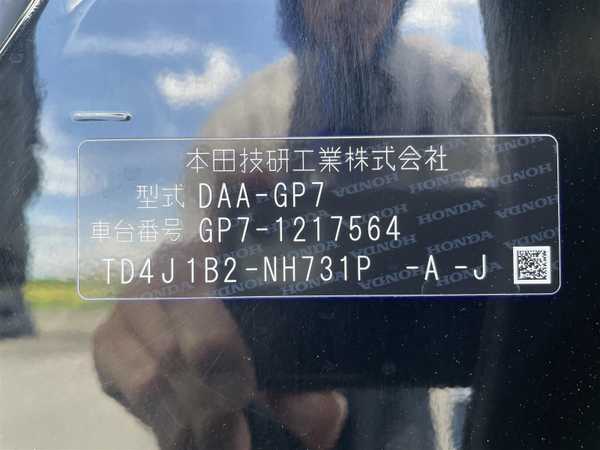 本田技研工業株式会社
型式 DAA-GP7
車台番号 GP7-1217564
TD4J1B2-NH731P -A -J